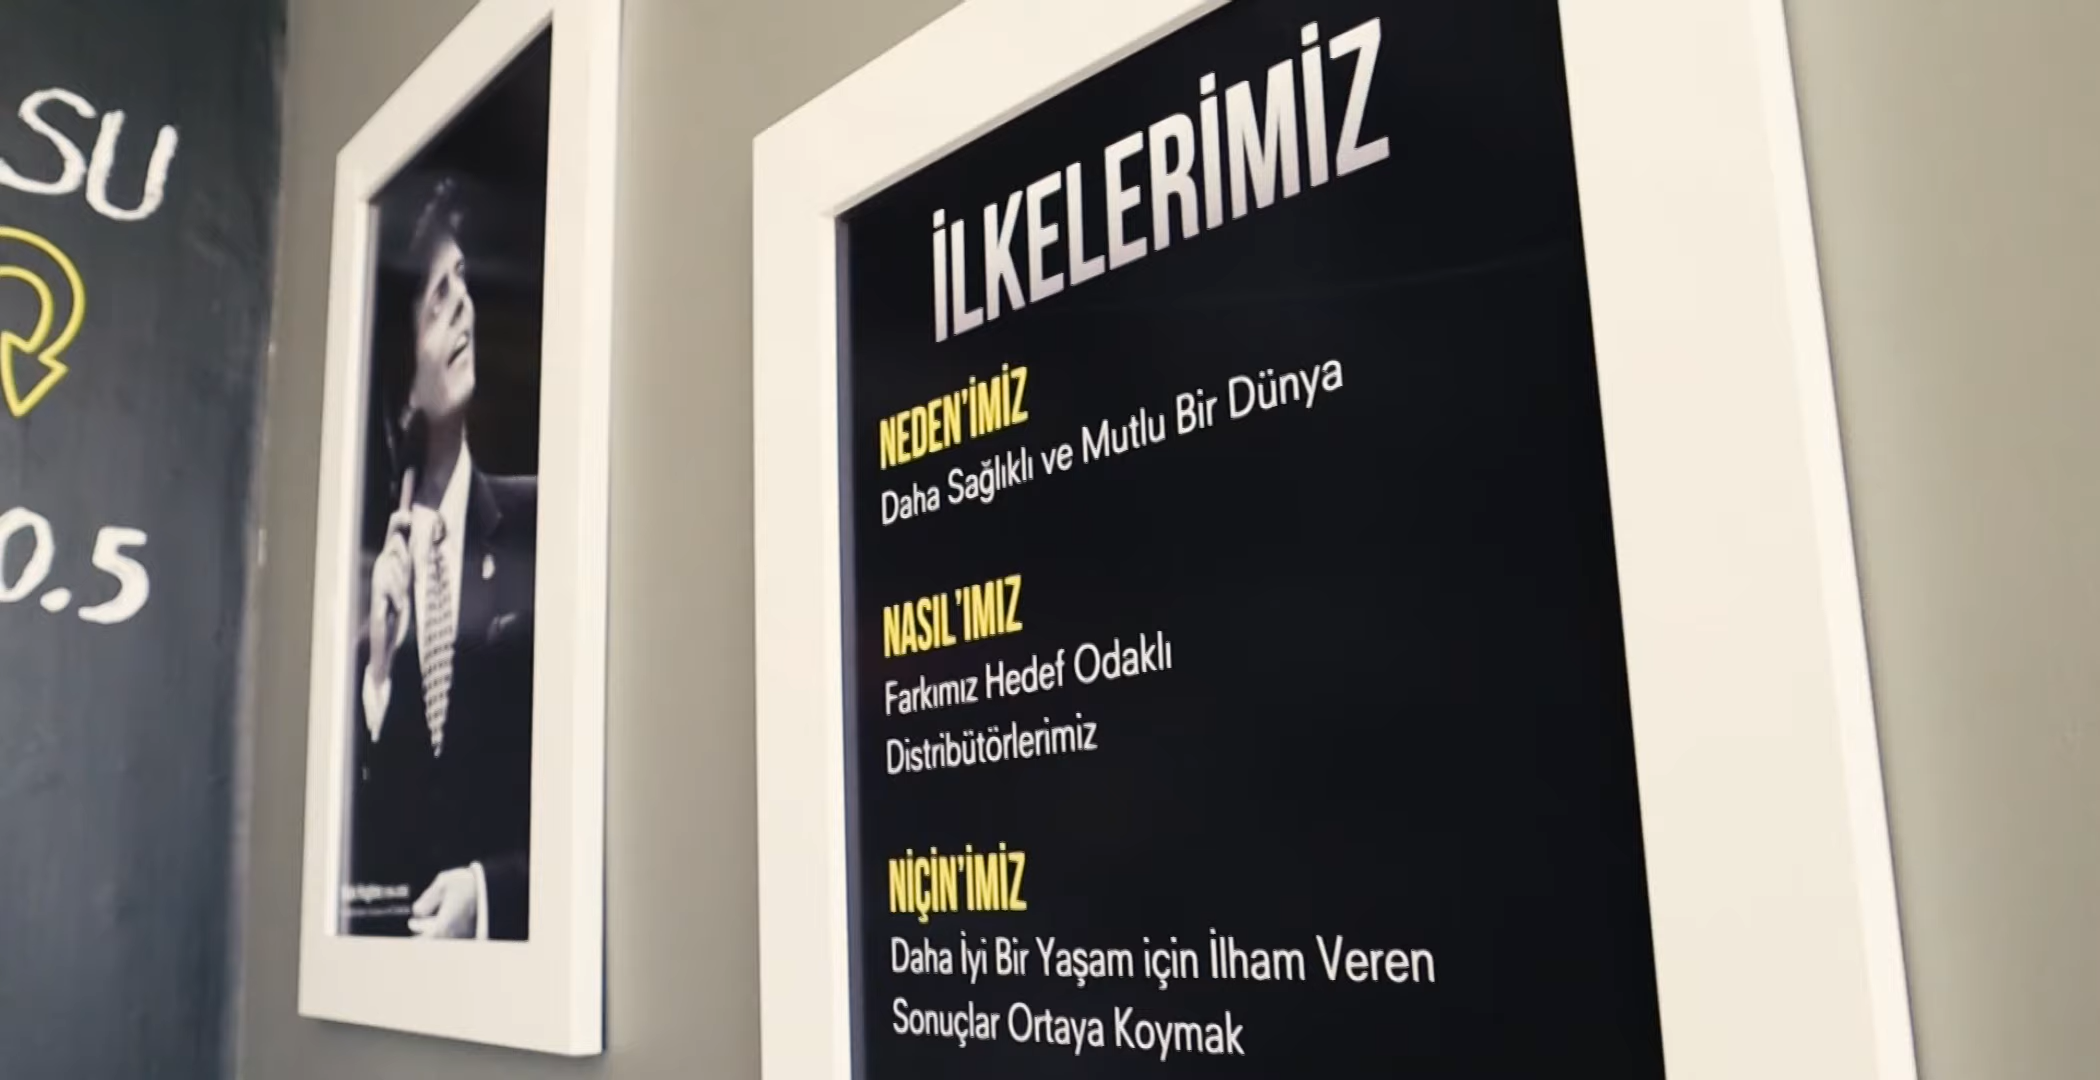 SU
0.5
İLKELERİMİZ
NEDEN'İMİZ
Daha Sağlıklı ve Mutlu Bir Dünya
NASIL'IMIZ
Farkımız Hedef Odaklı
Distribütörlerimiz
NİÇİN'İMİZ
Daha İyi Bir Yaşam için İlham Veren
Sonuçlar Ortaya Koymak